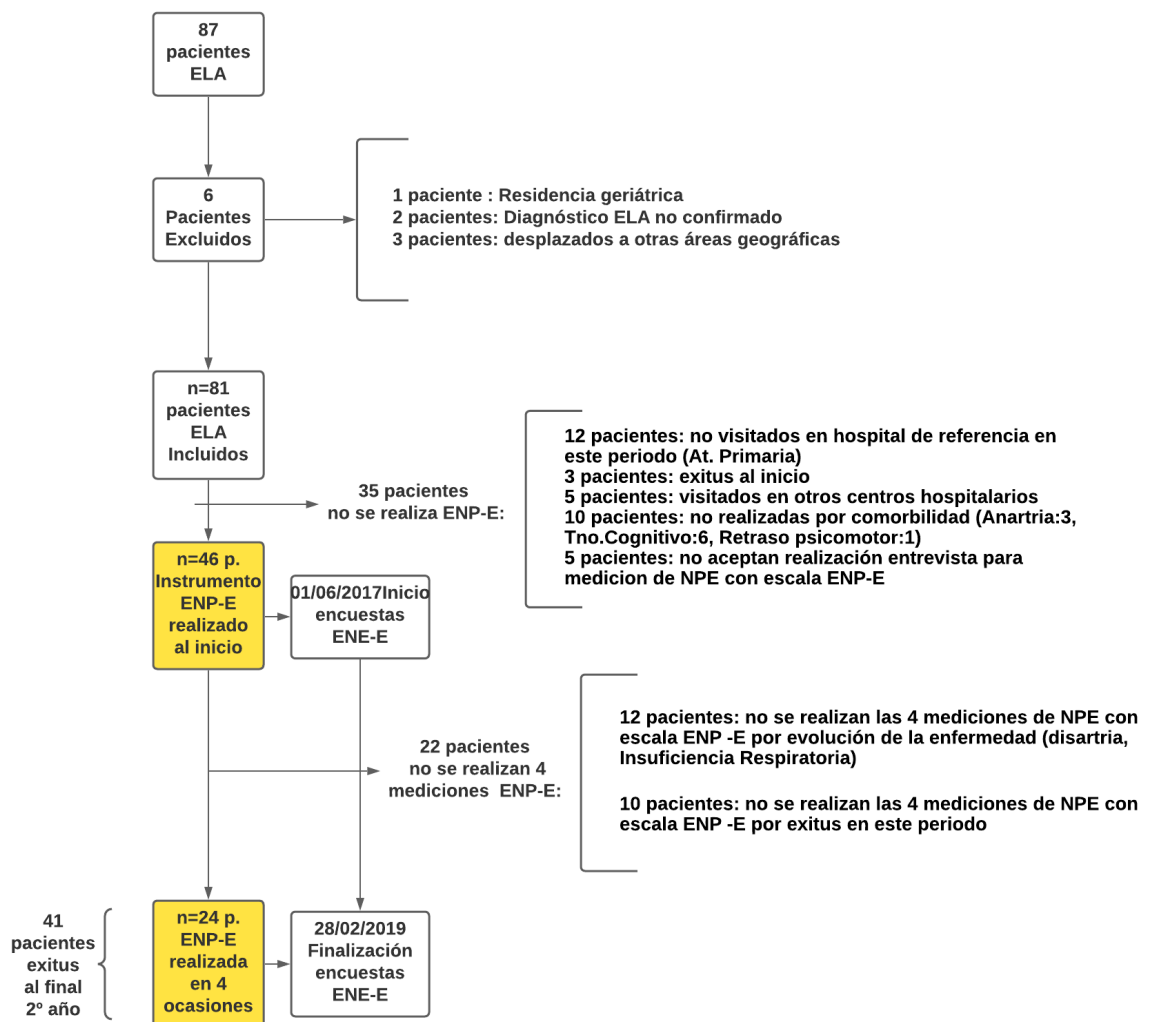 87
pacientes
ELA
6
Pacientes
Excluidos
1 paciente : Residencia geriátrica
2 pacientes: Diagnóstico ELA no confirmado
3 pacientes: desplazados a otras áreas geográficas
n=81
pacientes
ELA
Incluidos
35 pacientes
no se realiza ENP-E:
12 pacientes: no visitados en hospital de referencia en
este periodo (At. Primaria)
3 pacientes: exitus al inicio
5 pacientes: visitados en otros centros hospitalarios
10 pacientes: no realizadas por comorbilidad (Anartria:3,
Tno.Cognitivo:6, Retraso psicomotor:1)
5 pacientes: no aceptan realización entrevista para
medicion de NPE con escala ENP-E
n=46 p.
Instrumento
ENP-E
realizado
al inicio
01/06/2017Inicio
encuestas
ENE-E
22 pacientes
no se realizan 4
mediciones ENP-E:
12 pacientes: no se realizan las 4 mediciones de NPE con
escala ENP -E por evolución de la enfermedad (disartria,
Insuficiencia Respiratoria)
10 pacientes: no se realizan las 4 mediciones de NPE con
escala ENP -E por exitus en este periodo
41
pacientes
exitus
al final
2º año
n=24 p.
ENP-E
realizada
en 4
ocasiones
28/02/2019
Finalización
encuestas
ENE-E